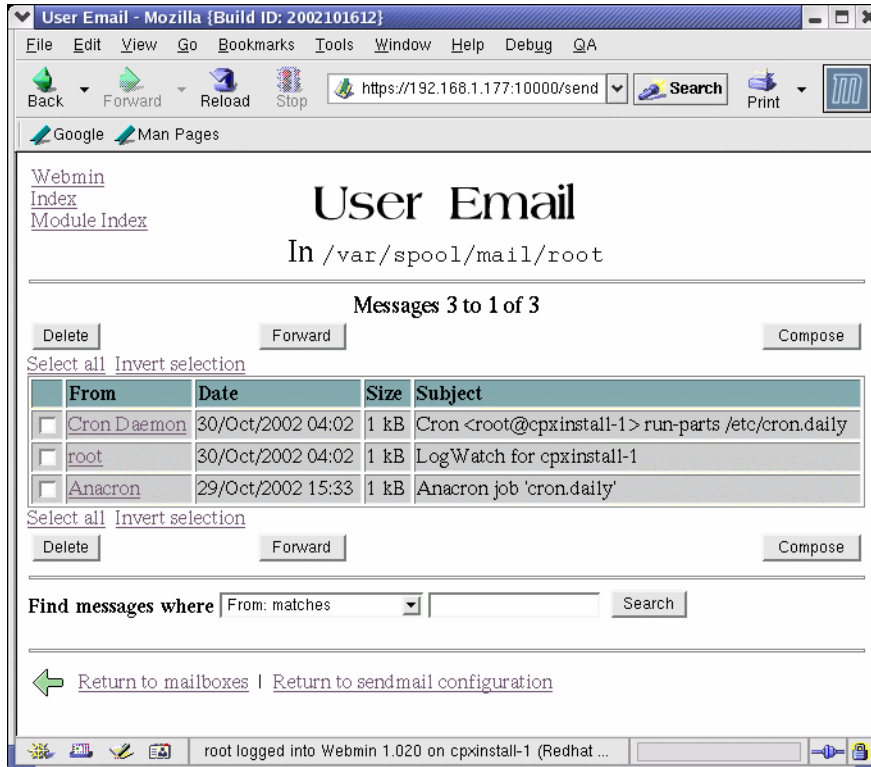 User Email - Mozilla {Build ID: 2002101612}
File Edit View Go Bookmarks Tools Window Help Debug QA
Back Forward Reload Stop https://192.168.1.177:10000/send Search Print
Google Man Pages
Webmin
Index
Module Index
User Email
In /var/spool/mail/root
Messages 3 to 1 of 3
Delete Forward Compose
Select all Invert selection
From Date Size Subject
Cron Daemon 30/Oct/2002 04:02 1 kB Cron <root@cpxinstall-1> run-parts /etc/cron.daily
root 30/Oct/2002 04:02 1 kB LogWatch for cpxinstall-1
Anacron 29/Oct/2002 15:33 1 kB Anacron job 'cron.daily'
Select all Invert selection
Delete Forward Compose
Find messages where From: matches Search
Return to mailboxes | Return to sendmail configuration
root logged into Webmin 1.020 on cpxinstall-1 (Redhat ...